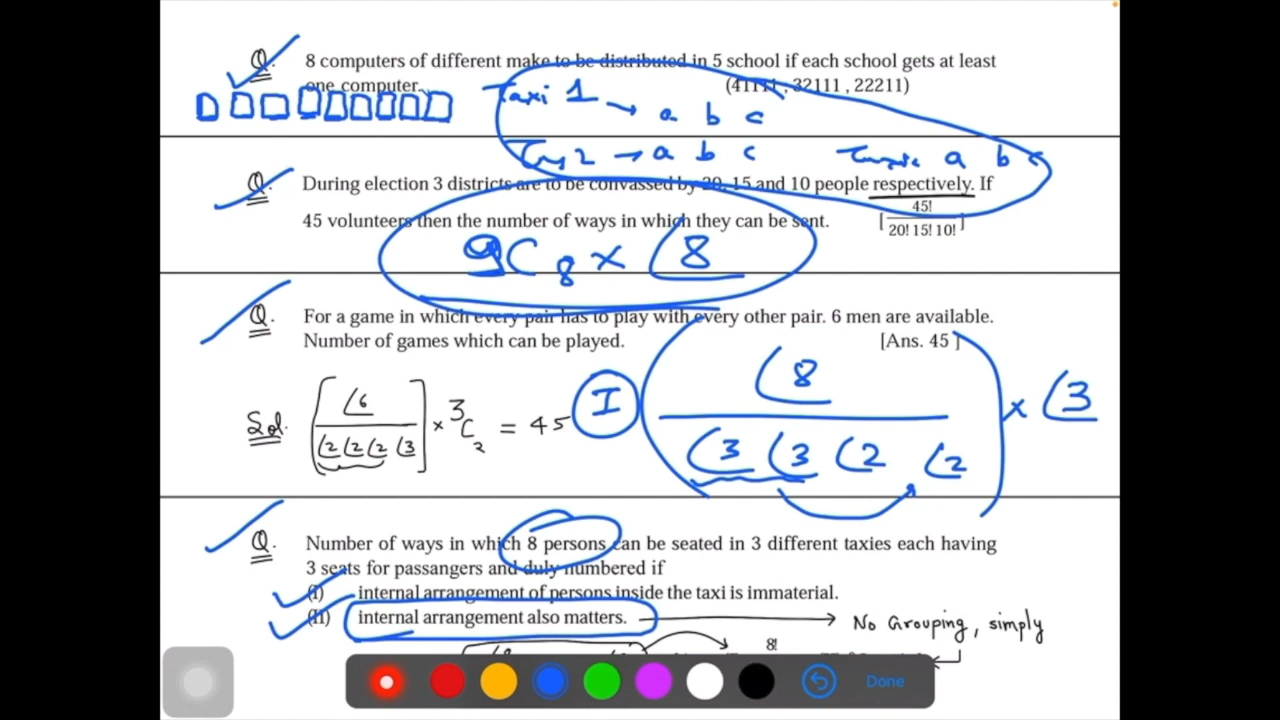 Q. 8 computers of different make to be distributed in 5 school if each school gets at least
one computer. (41111 , 32111 , 22211)
Taxi 1 → a b c
→ a b c a b c
Q. During election 3 districts are to be convassed by 20, 15 and 10 people respectively. If
45 volunteers then the number of ways in which they can be sent. [45!/20! 15! 10!]
9C8 × ⌊8
Q. For a game in which every pair has to play with every other pair. 6 men are available.
Number of games which can be played. [Ans. 45 ]
Sol. [⌊6/⌊2 ⌊2 ⌊2 ⌊3] × 3C2 = 45
I (⌊8/⌊3 ⌊3 ⌊2 ⌊2) × ⌊3
Q. Number of ways in which 8 persons can be seated in 3 different taxies each having
3 seats for passangers and duly numbered if
(I) internal arrangement of persons inside the taxi is immaterial.
(II) internal arrangement also matters. → No Grouping, simply
8!
Done